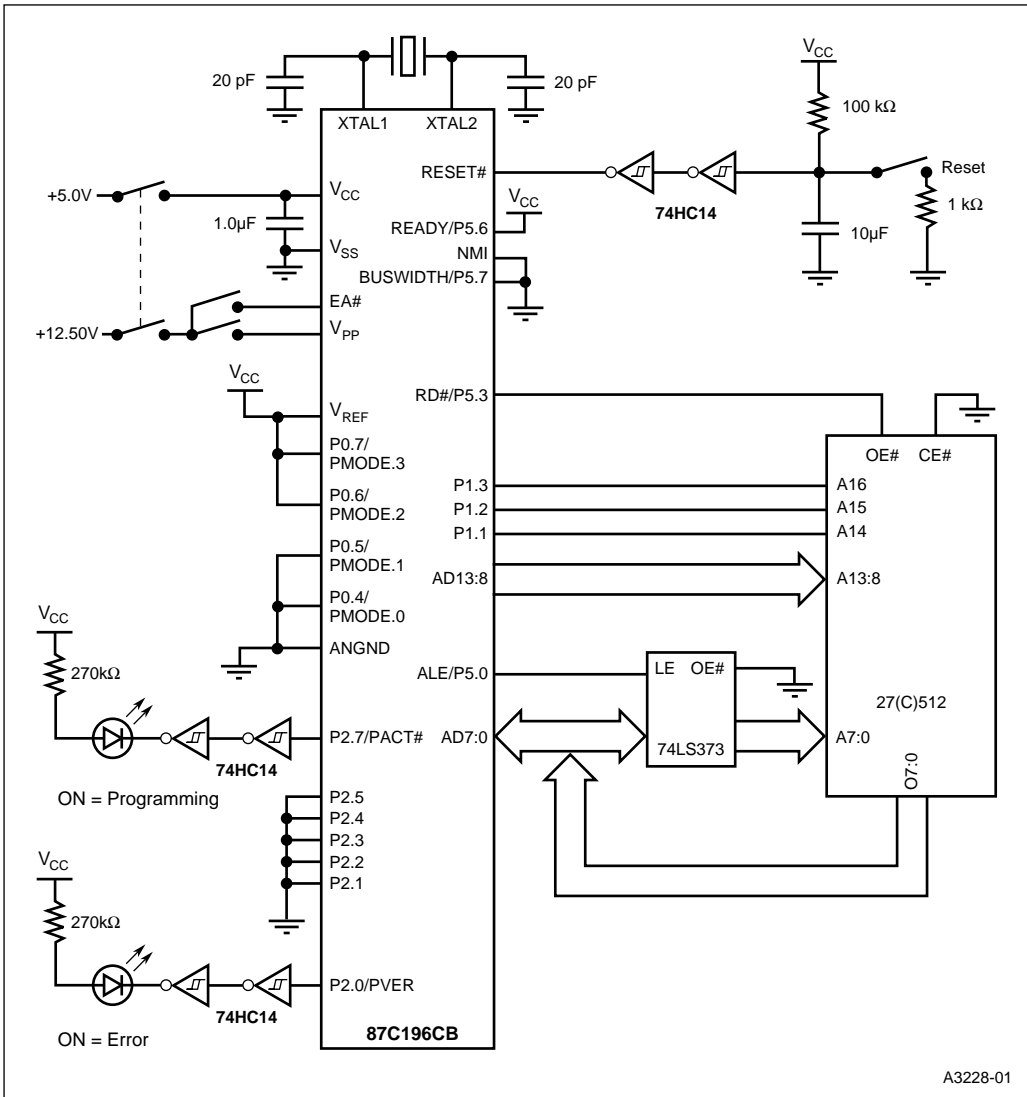 20 pF
20 pF
XTAL1
XTAL2
VCC
100 kΩ
RESET#
74HC14
Reset
1 kΩ
10µF
+5.0V
VCC
1.0µF
VSS
VCC
READY/P5.6
NMI
BUSWIDTH/P5.7
EA#
+12.50V
VPP
VCC
VREF
P0.7/
PMODE.3
P0.6/
PMODE.2
P0.5/
PMODE.1
P0.4/
PMODE.0
ANGND
RD#/P5.3
OE#
CE#
P1.3
A16
P1.2
A15
P1.1
A14
AD13:8
A13:8
ALE/P5.0
LE
OE#
27(C)512
AD7:0
74LS373
A7:0
O7:0
VCC
270kΩ
P2.7/PACT#
74HC14
ON = Programming
P2.5
P2.4
P2.3
P2.2
P2.1
VCC
270kΩ
P2.0/PVER
74HC14
ON = Error
87C196CB
A3228-01